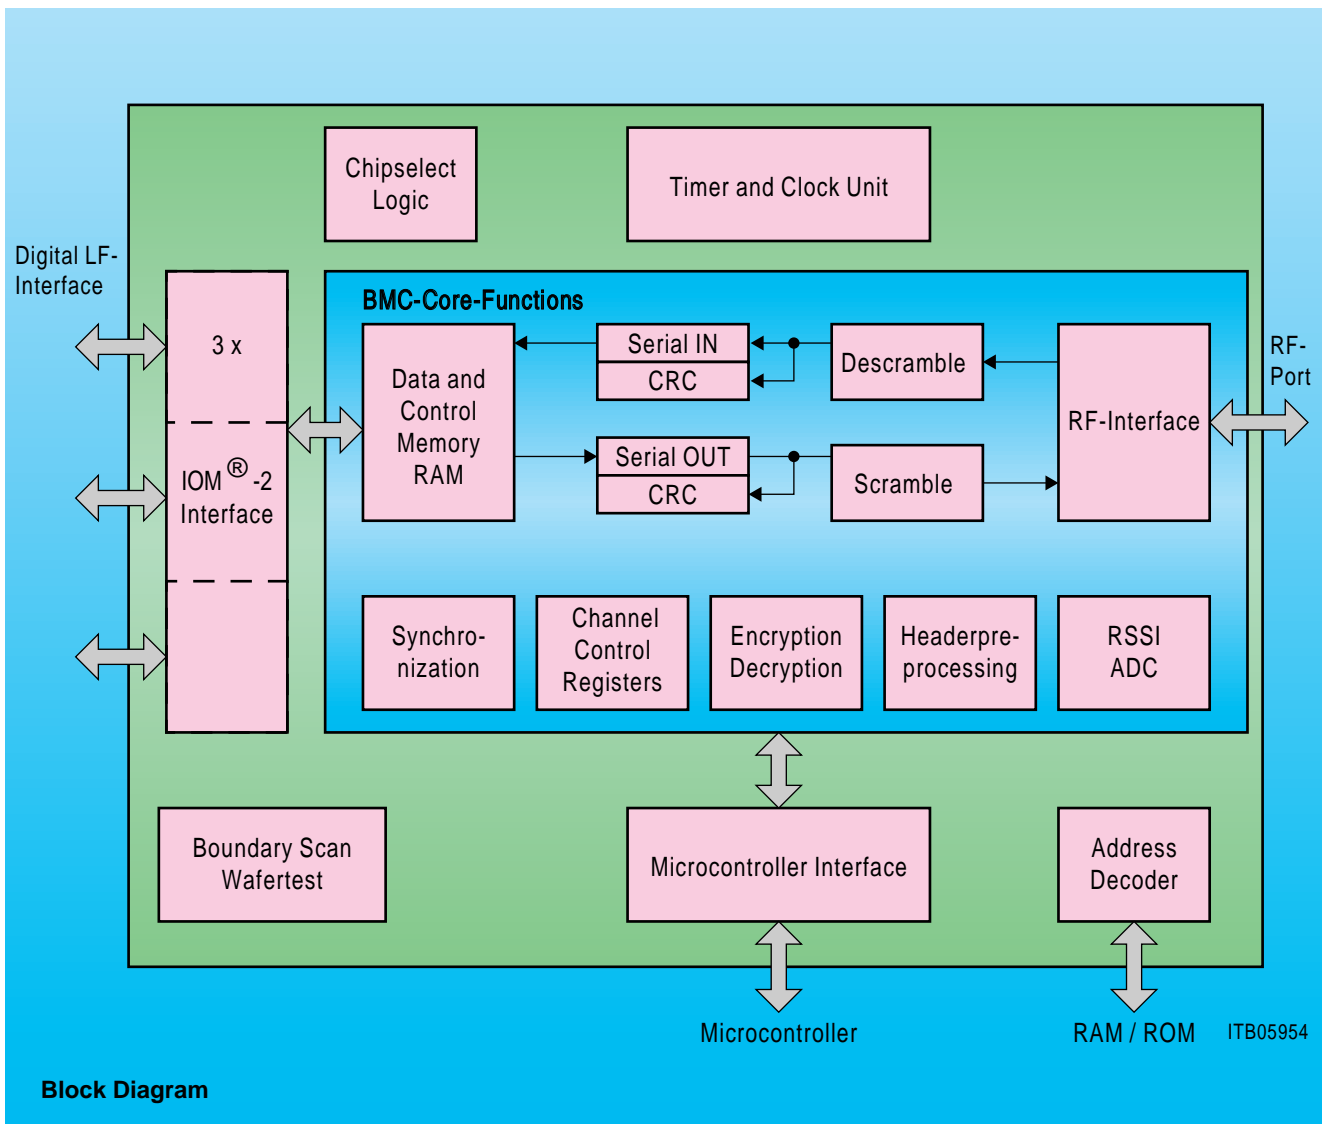 Chipselect
Logic
Timer and Clock Unit
Digital LF-
Interface
3 x
IOM®-2
Interface
BMC-Core-Functions
Data and
Control
Memory
RAM
Serial IN
CRC
Serial OUT
CRC
Descramble
Scramble
RF-Interface
RF-
Port
Synchro-
nization
Channel
Control
Registers
Encryption
Decryption
Headerpre-
processing
RSSI
ADC
Boundary Scan
Wafertest
Microcontroller Interface
Address
Decoder
Microcontroller
RAM / ROM
ITB05954
Block Diagram